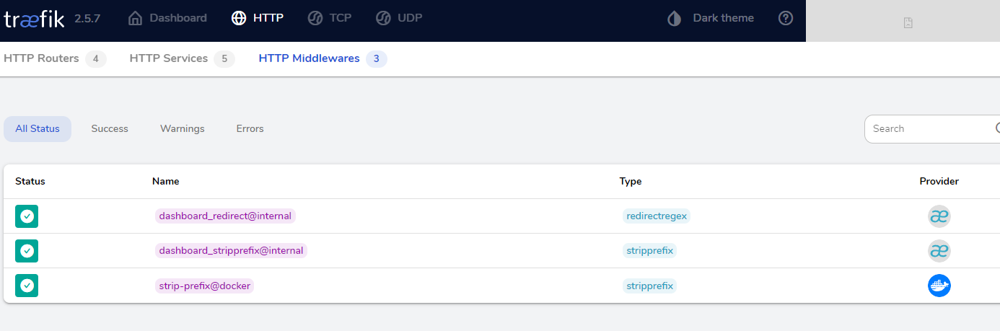 træfik 2.5.7 Dashboard HTTP TCP UDP Dark theme
HTTP Routers 4 HTTP Services 5 HTTP Middlewares 3
All Status Success Warnings Errors Search
Status Name Type Provider
dashboard_redirect@internal redirectregex
dashboard_stripprefix@internal stripprefix
strip-prefix@docker stripprefix